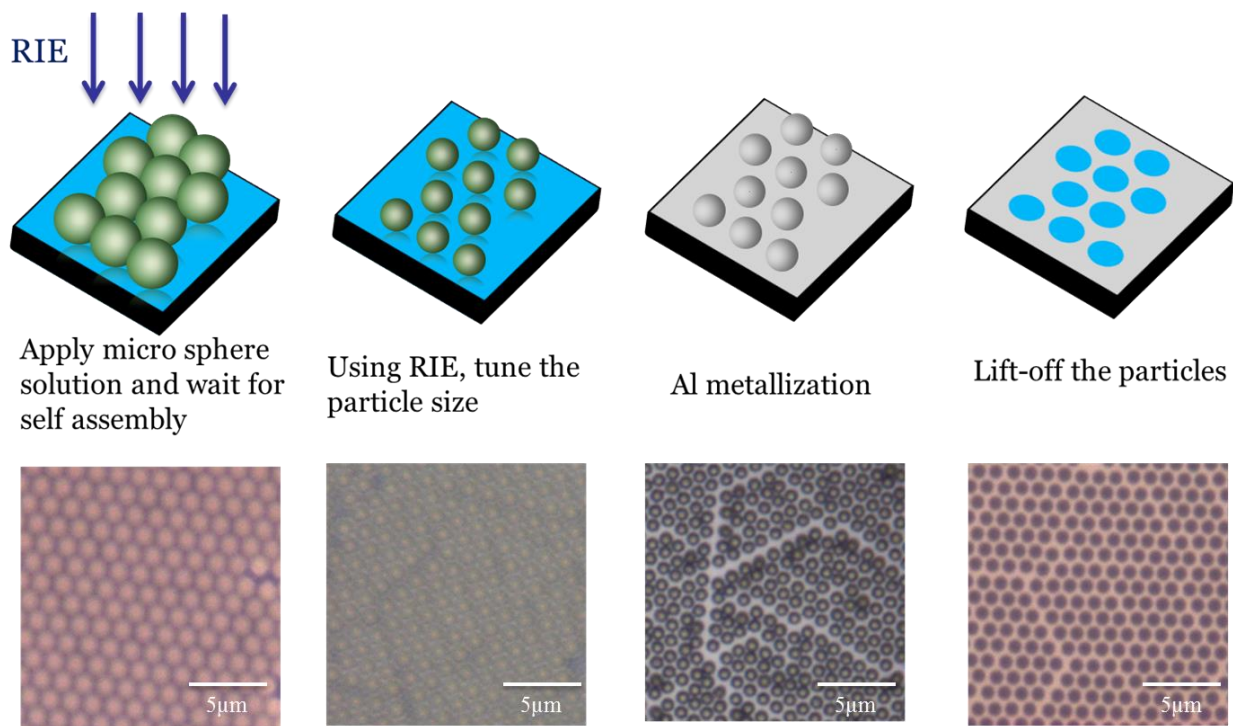 RIE
Apply micro sphere
solution and wait for
self assembly
Using RIE, tune the
particle size
Al metallization
Lift-off the particles
5μm
5μm
5μm
5μm